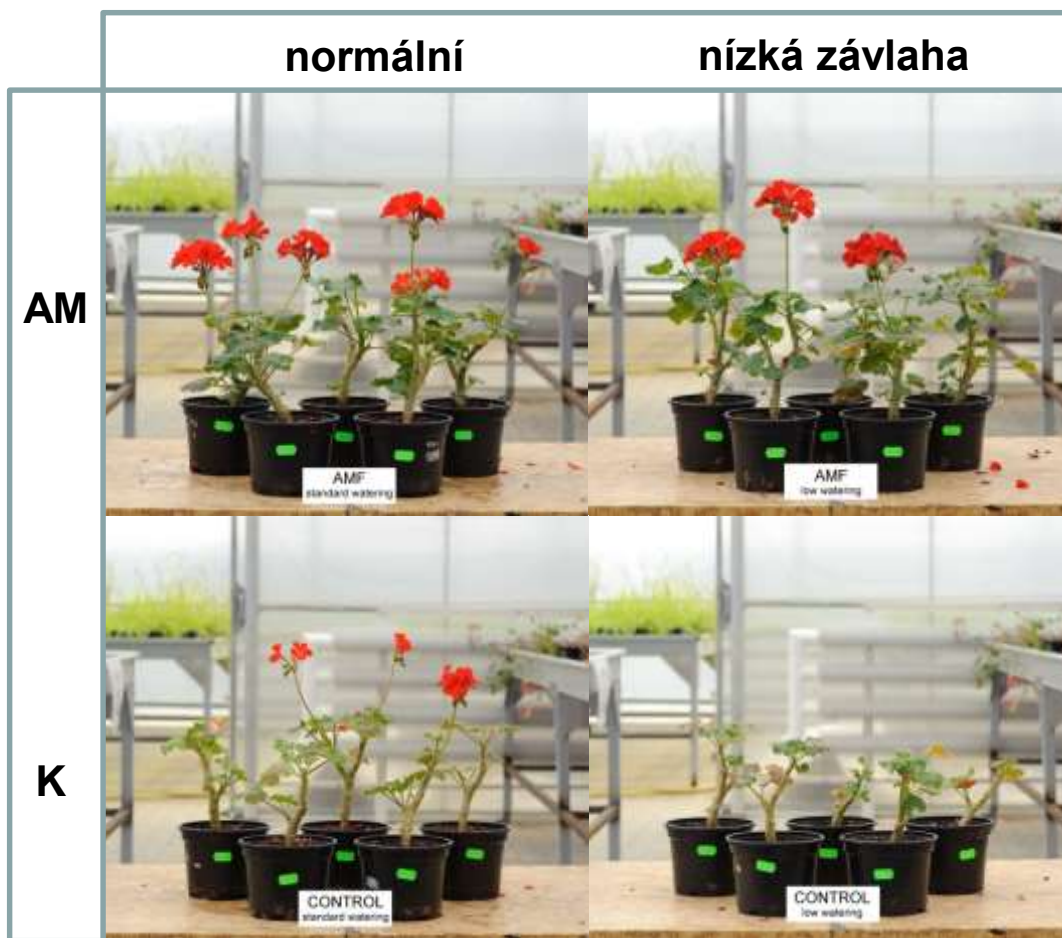 normální
nízká závlaha
AM
AMF
standard watering
AMF
low watering
K
CONTROL
standard watering
CONTROL
low watering